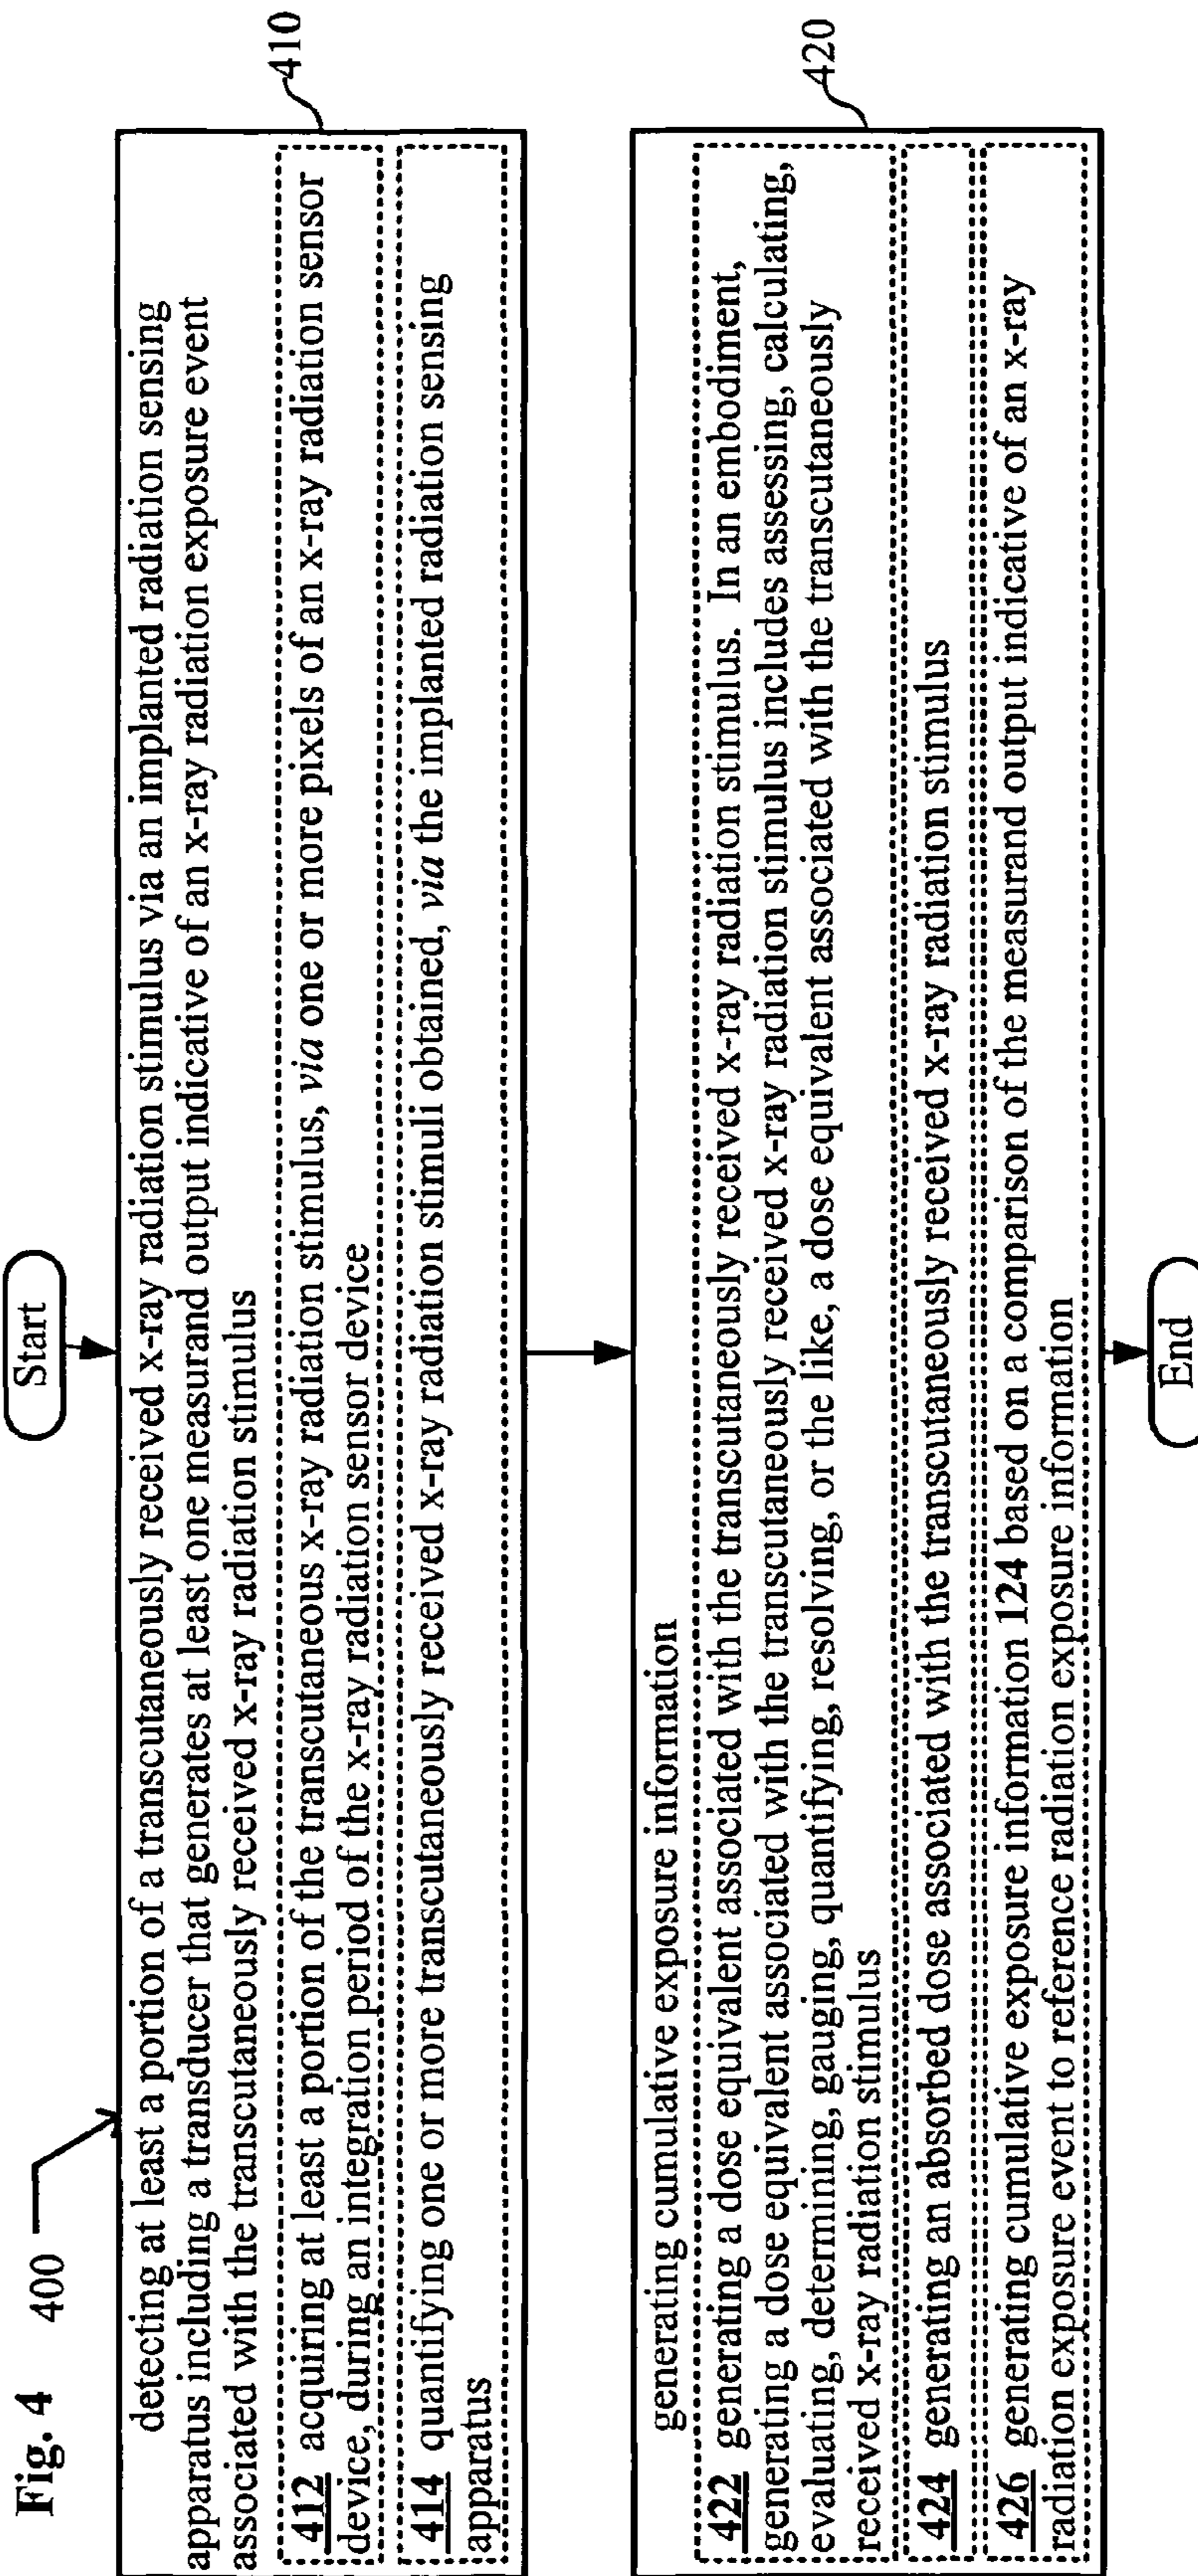 Fig. 4
400
Start
detecting at least a portion of a transcutaneously received x-ray radiation stimulus via an implanted radiation sensing
apparatus including a transducer that generates at least one measurand output indicative of an x-ray radiation exposure event
associated with the transcutaneously received x-ray radiation stimulus
412 acquiring at least a portion of the transcutaneous x-ray radiation stimulus, via one or more pixels of an x-ray radiation sensor
device, during an integration period of the x-ray radiation sensor device
414 quantifying one or more transcutaneously received x-ray radiation stimuli obtained, via the implanted radiation sensing
apparatus
410
generating cumulative exposure information
422 generating a dose equivalent associated with the transcutaneously received x-ray radiation stimulus. In an embodiment,
generating a dose equivalent associated with the transcutaneously received x-ray radiation stimulus includes assessing, calculating,
evaluating, determining, gauging, quantifying, resolving, or the like, a dose equivalent associated with the transcutaneously
received x-ray radiation stimulus
424 generating an absorbed dose associated with the transcutaneously received x-ray radiation stimulus
426 generating cumulative exposure information 124 based on a comparison of the measurand output indicative of an x-ray
radiation exposure event to reference radiation exposure information
420
End